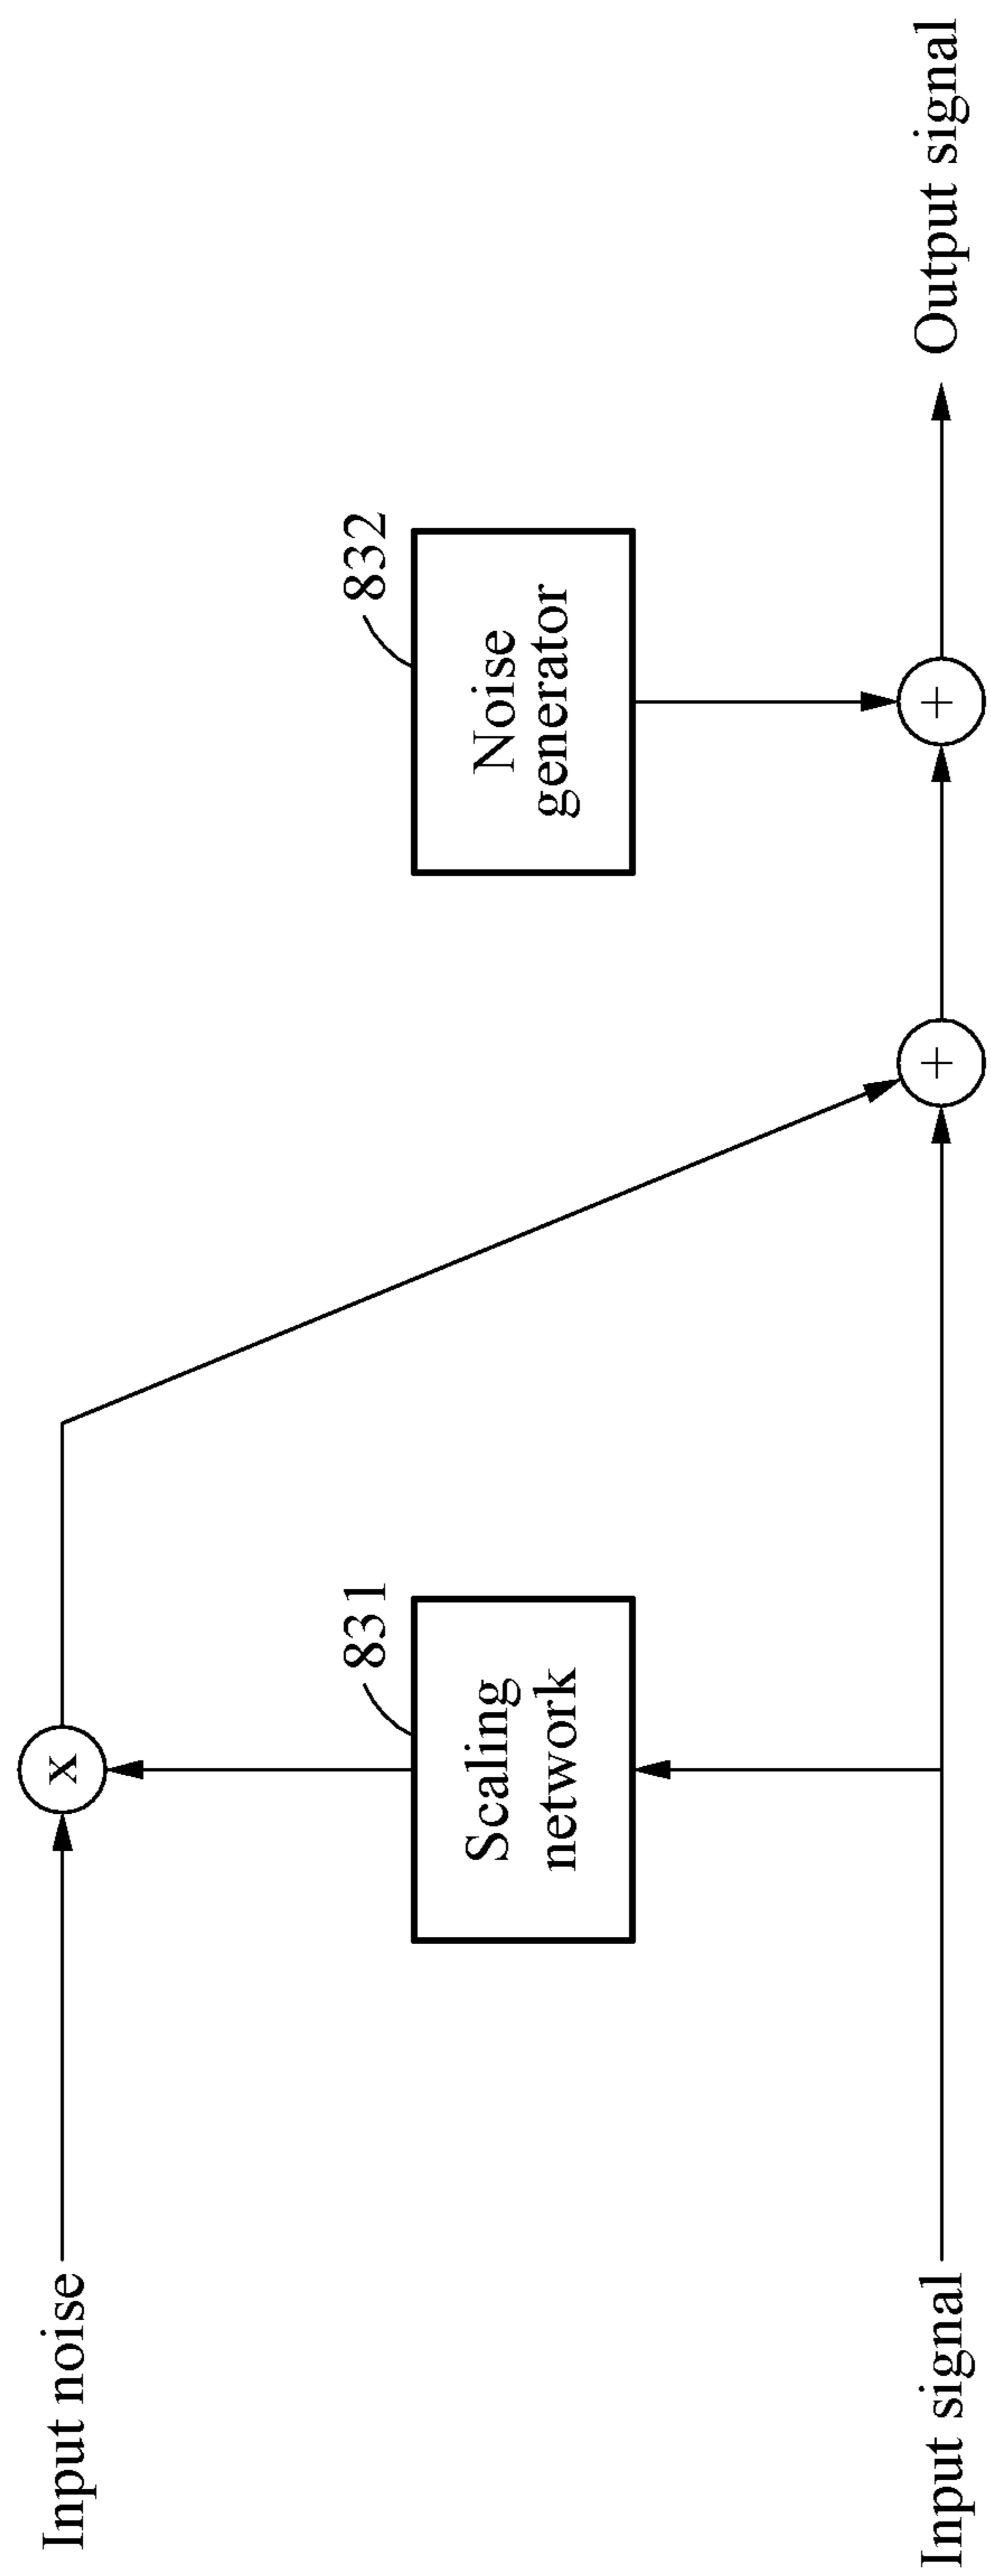 Input noise
x
831
Scaling
network
832
Noise
generator
Input signal
+
+
Output signal